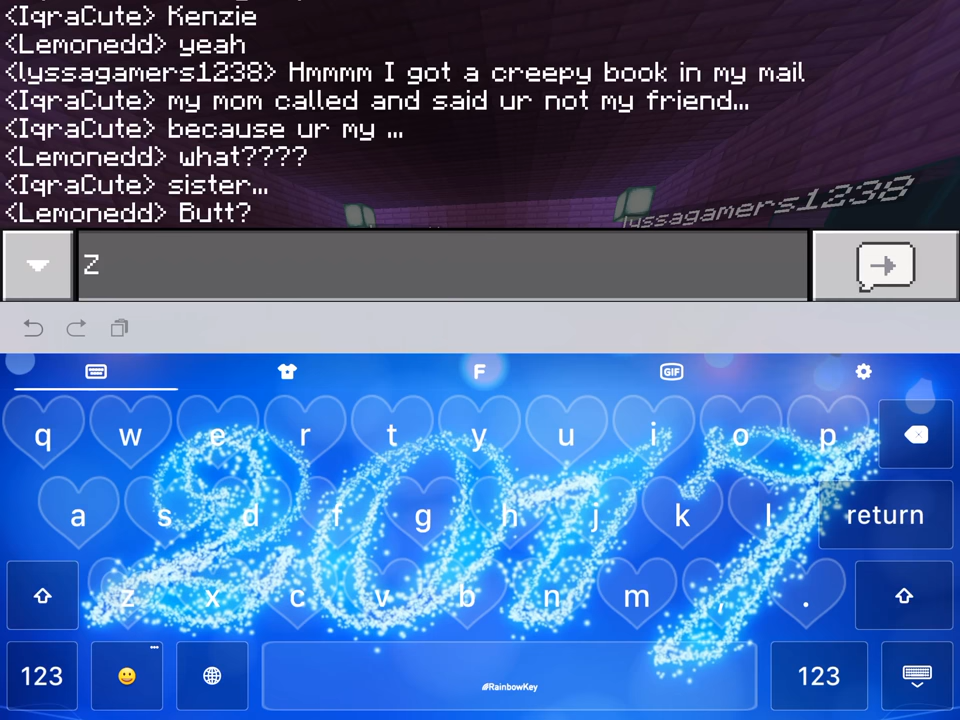 <IqraCute> Kenzie
<Lemonedd> yeah
<lyssagamers1238> Hmmmm I got a creepy book in my mail
<IqraCute> my mom called and said ur not my friend...
<IqraCute> because ur my ...
<Lemonedd> what????
<IqraCute> sister...
<Lemonedd> Butt?
lyssagamers1238
lyssagamers1238
Z
F GIF
q w e r t y u i o p
a s d f g h j k l return
2017
z x c v b n m , .
123 #RainbowKey 123